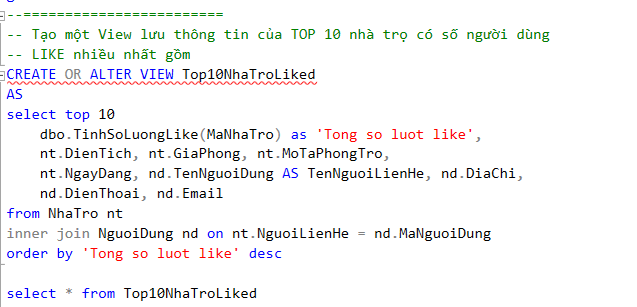 --=========================
-- Tạo một View lưu thông tin của TOP 10 nhà trọ có số người dùng
-- LIKE nhiều nhất gồm
CREATE OR ALTER VIEW Top10NhaTroLiked
AS
select top 10
    dbo.TinhSoLuongLike(MaNhaTro) as 'Tong so luot like',
    nt.DienTich, nt.GiaPhong, nt.MoTaPhongTro,
    nt.NgayDang, nd.TenNguoiDung AS TenNguoiLienHe, nd.DiaChi,
    nd.DienThoai, nd.Email
from NhaTro nt
inner join NguoiDung nd on nt.NguoiLienHe = nd.MaNguoiDung
order by 'Tong so luot like' desc
select * from Top10NhaTroLiked